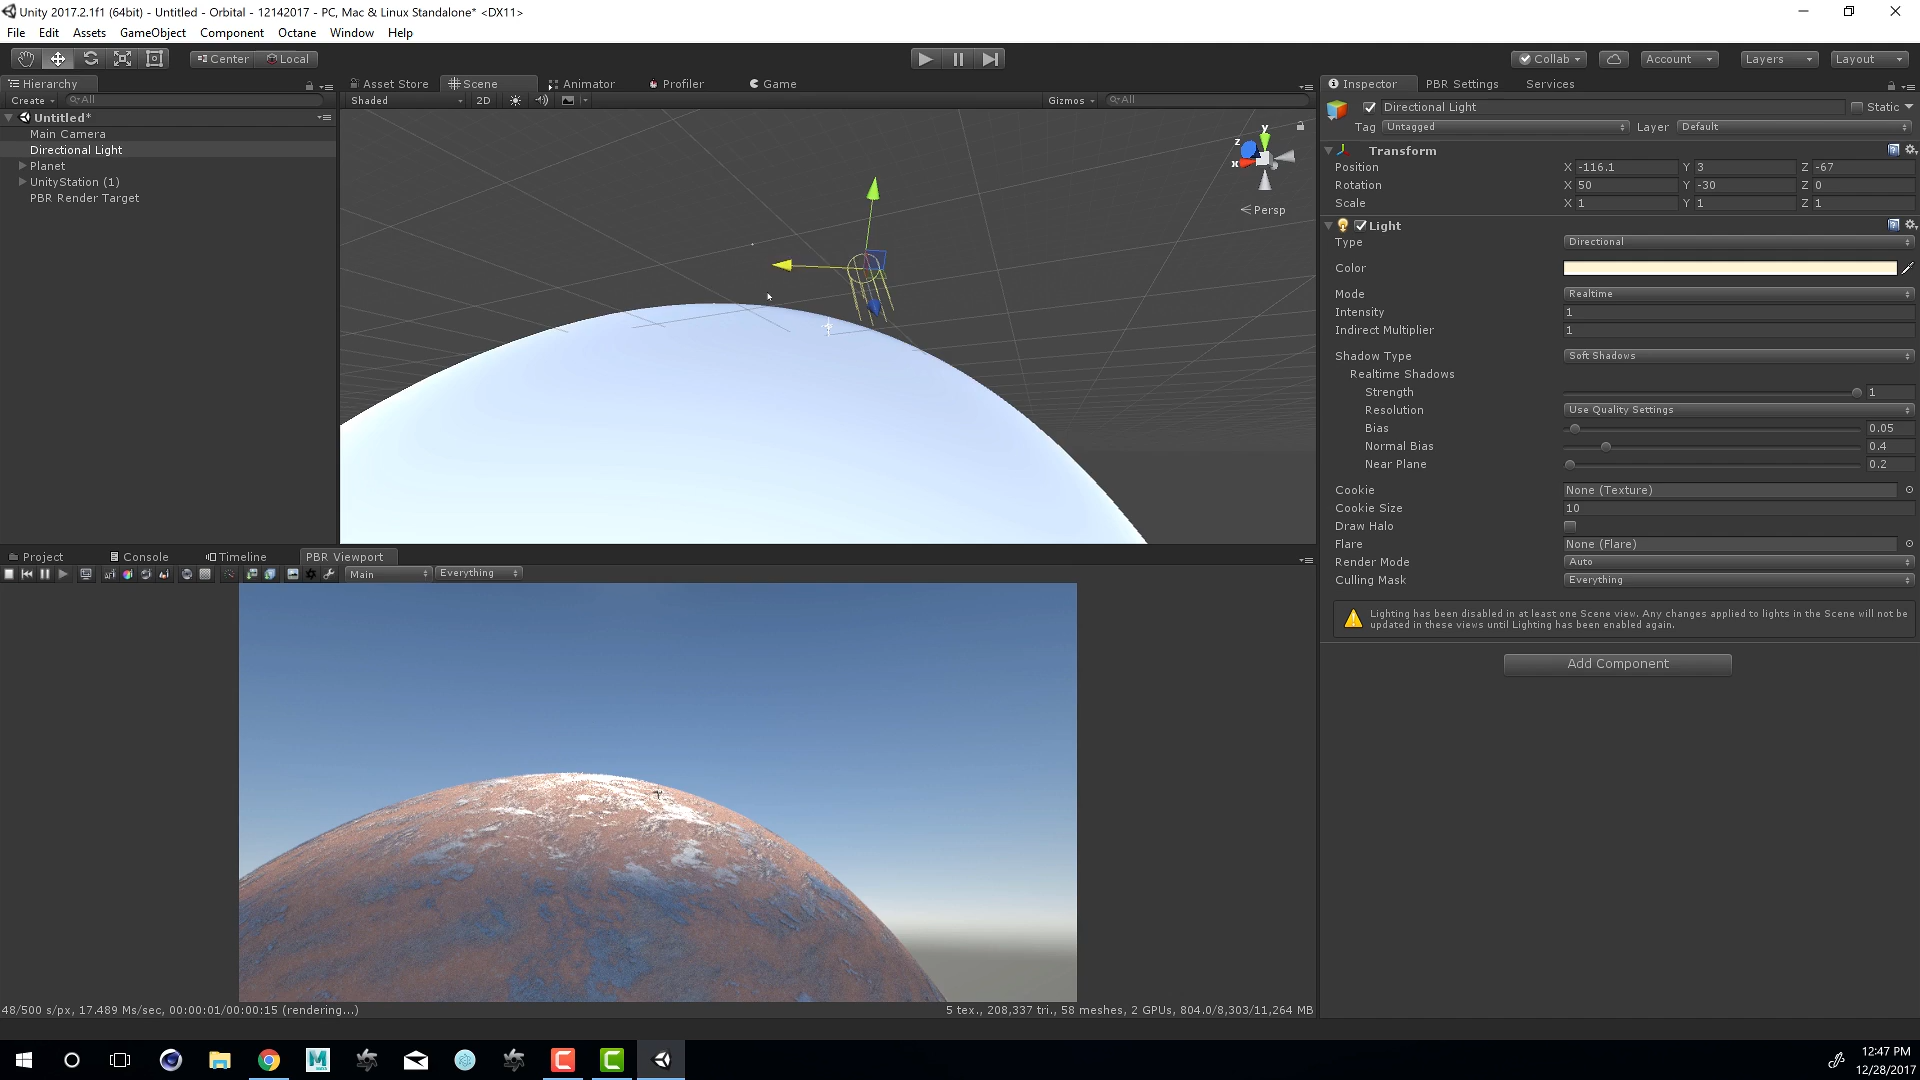 Unity 2017.2.1f1 (64bit) - Untitled - Orbital - 12142017 - PC, Mac & Linux Standalone* <DX11>
File Edit Assets GameObject Component Octane Window Help
Center Local Collab Account Layers Layout
Hierarchy Asset Store Scene Animator Profiler Game Inspector PBR Settings Services
Create All Shaded 2D Gizmos All
Untitled*
Main Camera
Directional Light
Planet
UnityStation (1)
PBR Render Target
y
z
x
Persp
Directional Light Static
Tag Untagged Layer Default
Transform
Position X -116.1 Y 3 Z -67
Rotation X 50 Y -30 Z 0
Scale X 1 Y 1 Z 1
Light
Type Directional
Color
Mode Realtime
Intensity 1
Indirect Multiplier 1
Shadow Type Soft Shadows
Realtime Shadows
Strength 1
Resolution Use Quality Settings
Bias 0.05
Normal Bias 0.4
Near Plane 0.2
Cookie None (Texture)
Cookie Size 10
Draw Halo
Flare None (Flare)
Render Mode Auto
Culling Mask Everything
Lighting has been disabled in at least one Scene view. Any changes applied to lights in the Scene will not be
updated in these views until Lighting has been enabled again.
Add Component
Project Console Timeline PBR Viewport
Main Everything
48/500 s/px, 17.489 Ms/sec, 00:00:01/00:00:15 (rendering...) 5 tex., 208,337 tri., 58 meshes, 2 GPUs, 804.0/8,303/11,264 MB
12:47 PM
12/28/2017